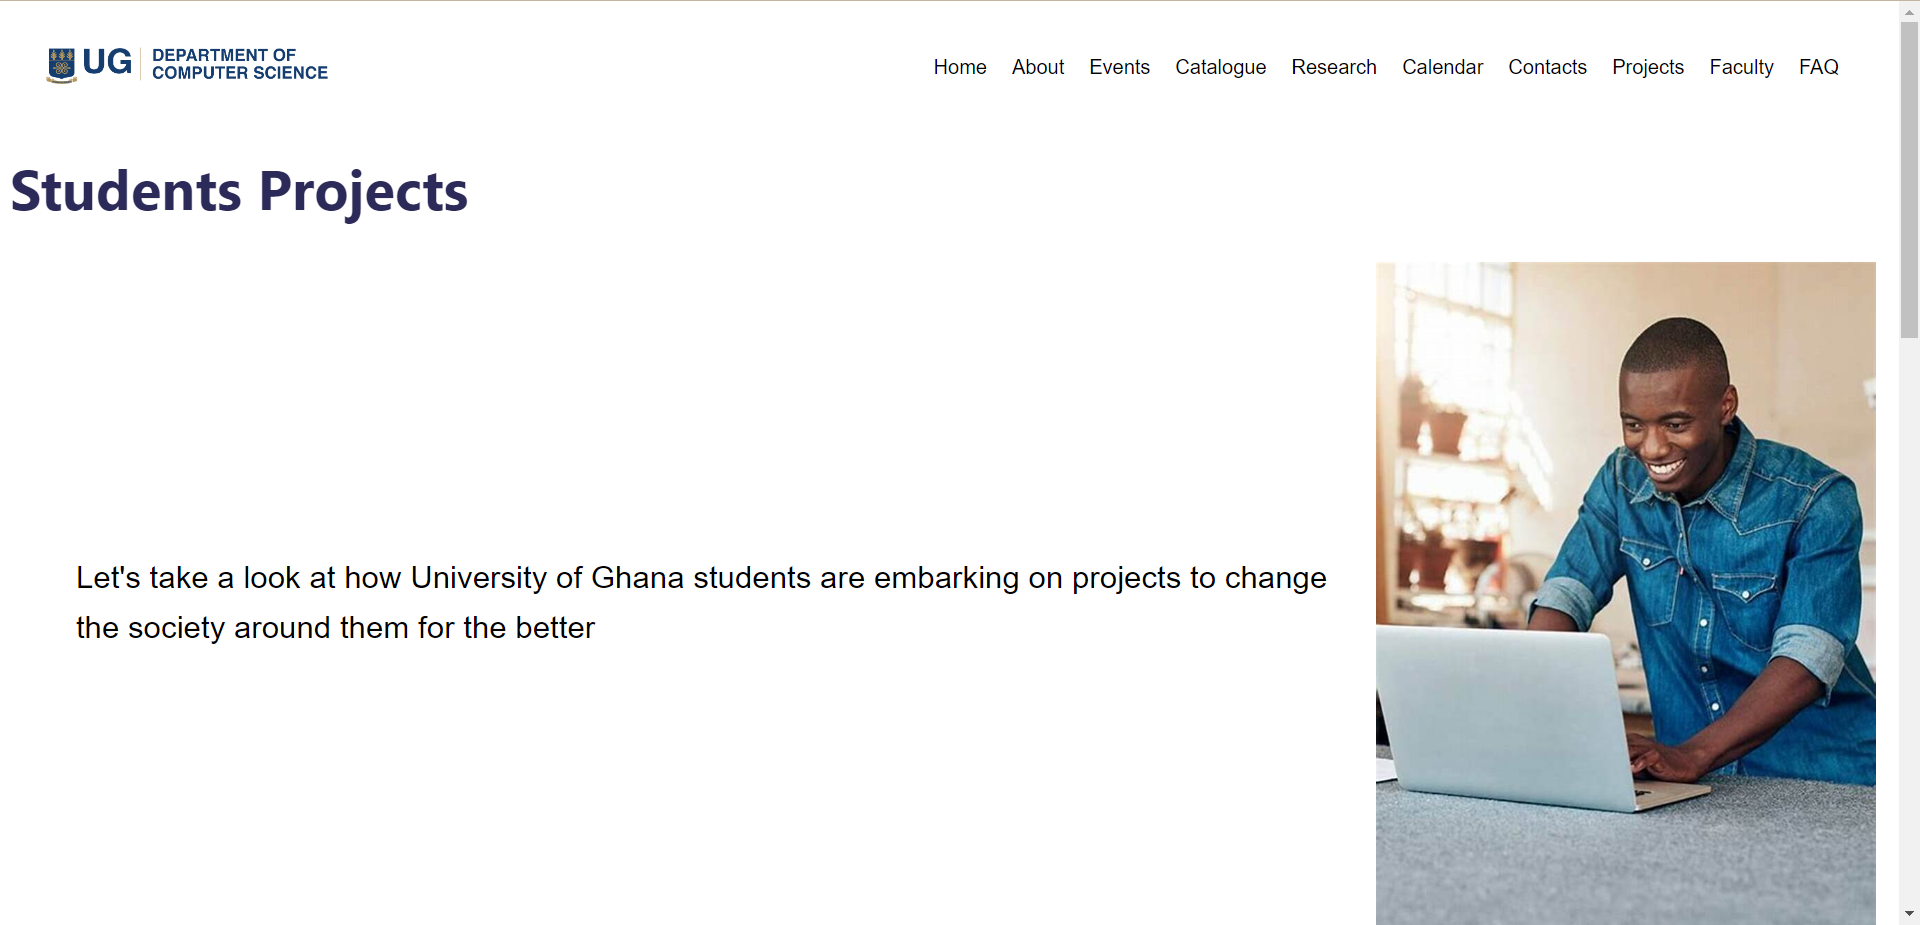 UG
DEPARTMENT OF
COMPUTER SCIENCE
Home About Events Catalogue Research Calendar Contacts Projects Faculty FAQ
Students Projects
Let's take a look at how University of Ghana students are embarking on projects to change
the society around them for the better